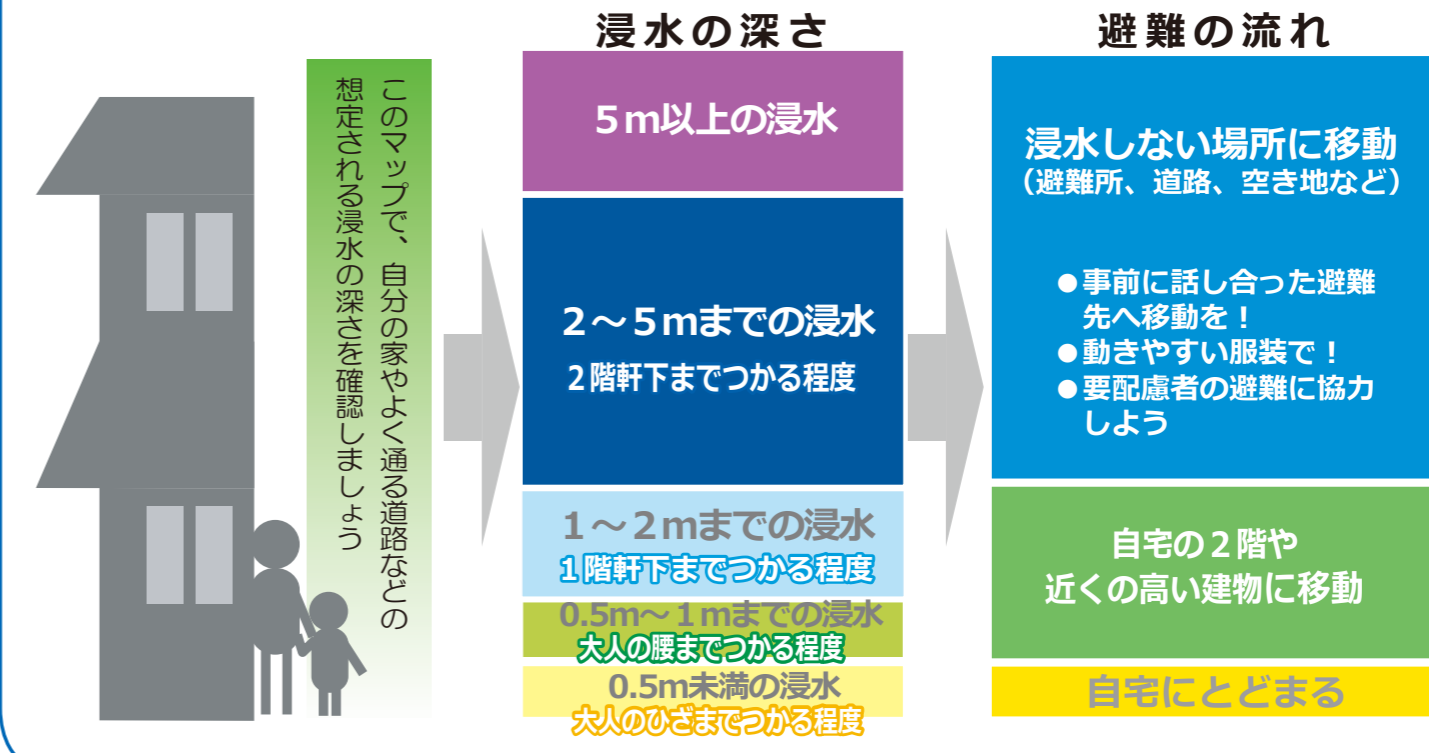 浸水の深さ
避難の流れ
このマップで、自分の家やよく通る道路などの
想定される浸水の深さを確認しましょう
５ｍ以上の浸水
２～５ｍまでの浸水
２階軒下までつかる程度
１～２ｍまでの浸水
１階軒下までつかる程度
0.5m～１ｍまでの浸水
大人の腰までつかる程度
0.5m未満の浸水
大人のひざまでつかる程度
浸水しない場所に移動
（避難所、道路、空き地など）
●事前に話し合った避難
先へ移動を！
●動きやすい服装で！
●要配慮者の避難に協力
しよう
自宅の２階や
近くの高い建物に移動
自宅にとどまる